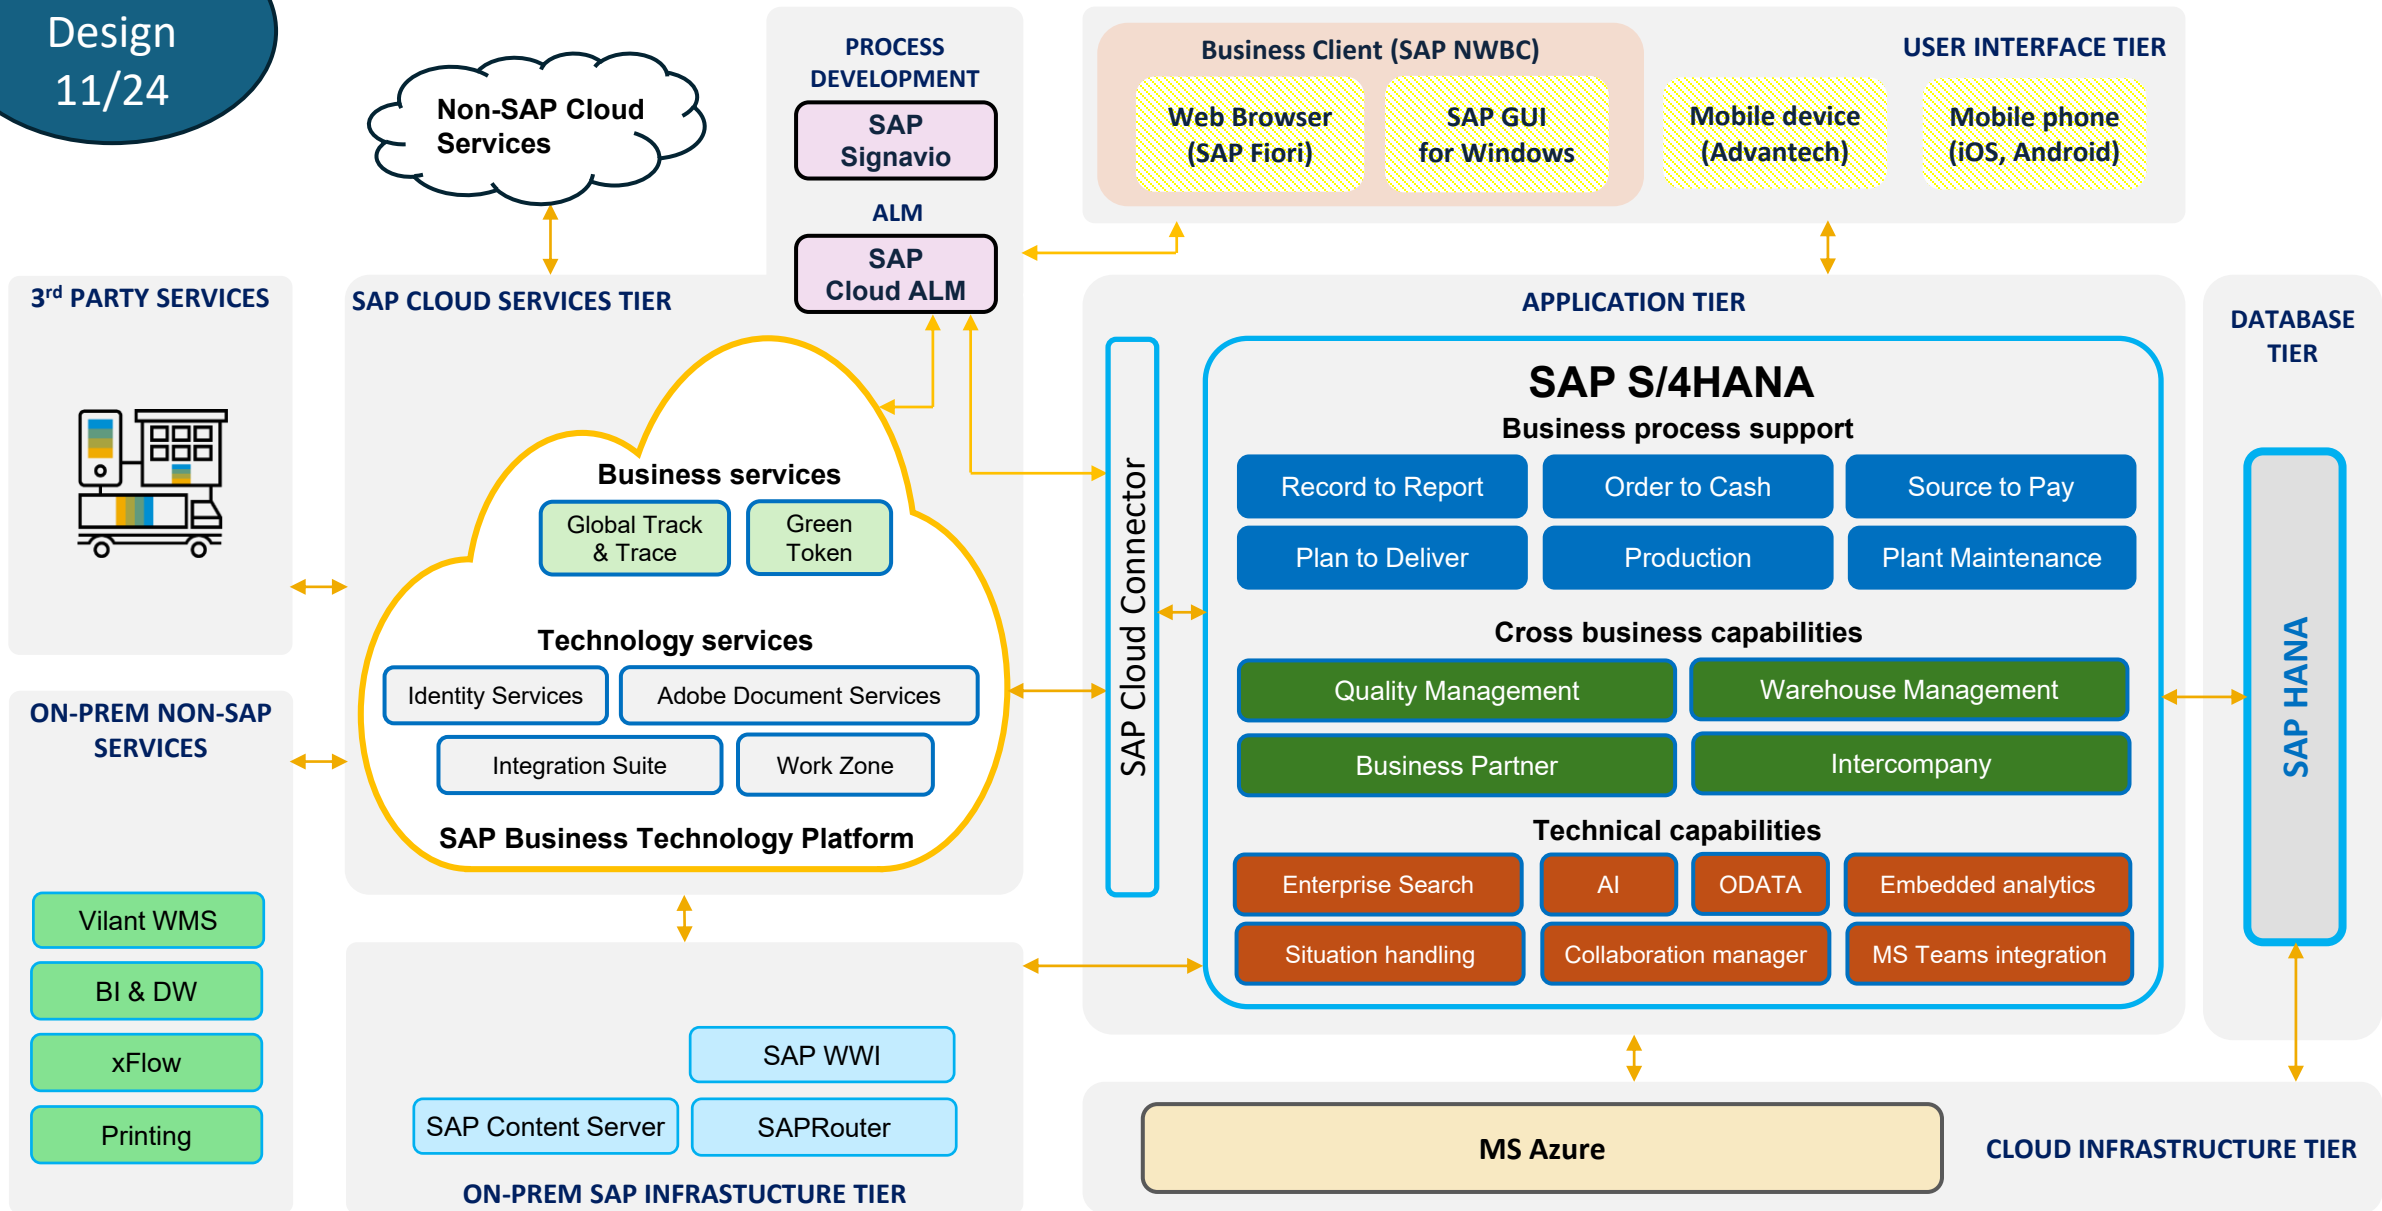 Design
11/24
Non-SAP Cloud
Services
PROCESS
DEVELOPMENT
SAP
Signavio
ALM
SAP
Cloud ALM
Business Client (SAP NWBC)
USER INTERFACE TIER
Web Browser
(SAP Fiori)
SAP GUI
for Windows
Mobile device
(Advantech)
Mobile phone
(iOS, Android)
3rd PARTY SERVICES
SAP CLOUD SERVICES TIER
Business services
Global Track
& Trace
Green
Token
Technology services
Identity Services
Adobe Document Services
Integration Suite
Work Zone
SAP Business Technology Platform
APPLICATION TIER
SAP Cloud Connector
SAP S/4HANA
Business process support
Record to Report
Order to Cash
Source to Pay
Plan to Deliver
Production
Plant Maintenance
Cross business capabilities
Quality Management
Warehouse Management
Business Partner
Intercompany
Technical capabilities
Enterprise Search
AI
ODATA
Embedded analytics
Situation handling
Collaboration manager
MS Teams integration
DATABASE
TIER
SAP HANA
ON-PREM NON-SAP
SERVICES
Vilant WMS
BI & DW
xFlow
Printing
SAP WWI
SAP Content Server
SAPRouter
ON-PREM SAP INFRASTUCTURE TIER
MS Azure
CLOUD INFRASTRUCTURE TIER